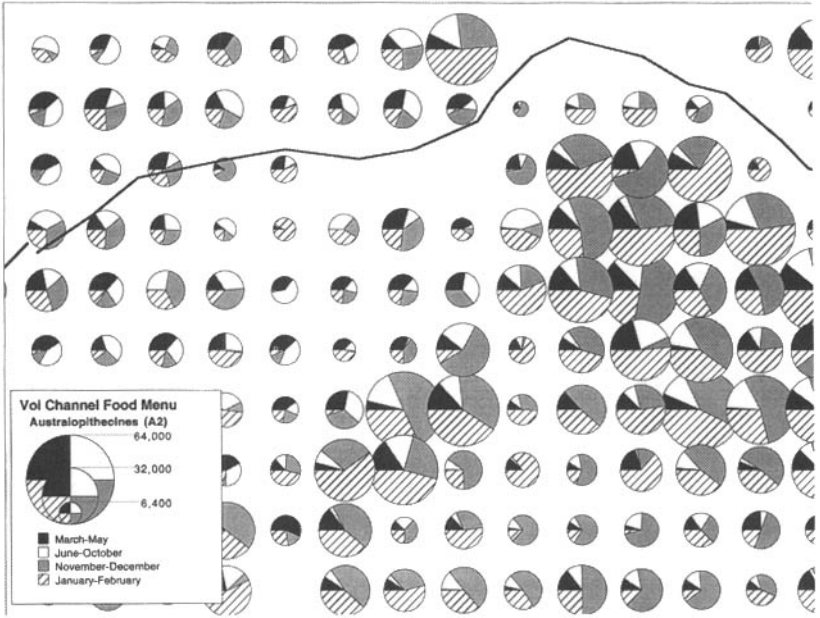 Vol Channel Food Menu
Australopithecines (A2)
64,000
32,000
6,400
March-May
June-October
November-December
January-February